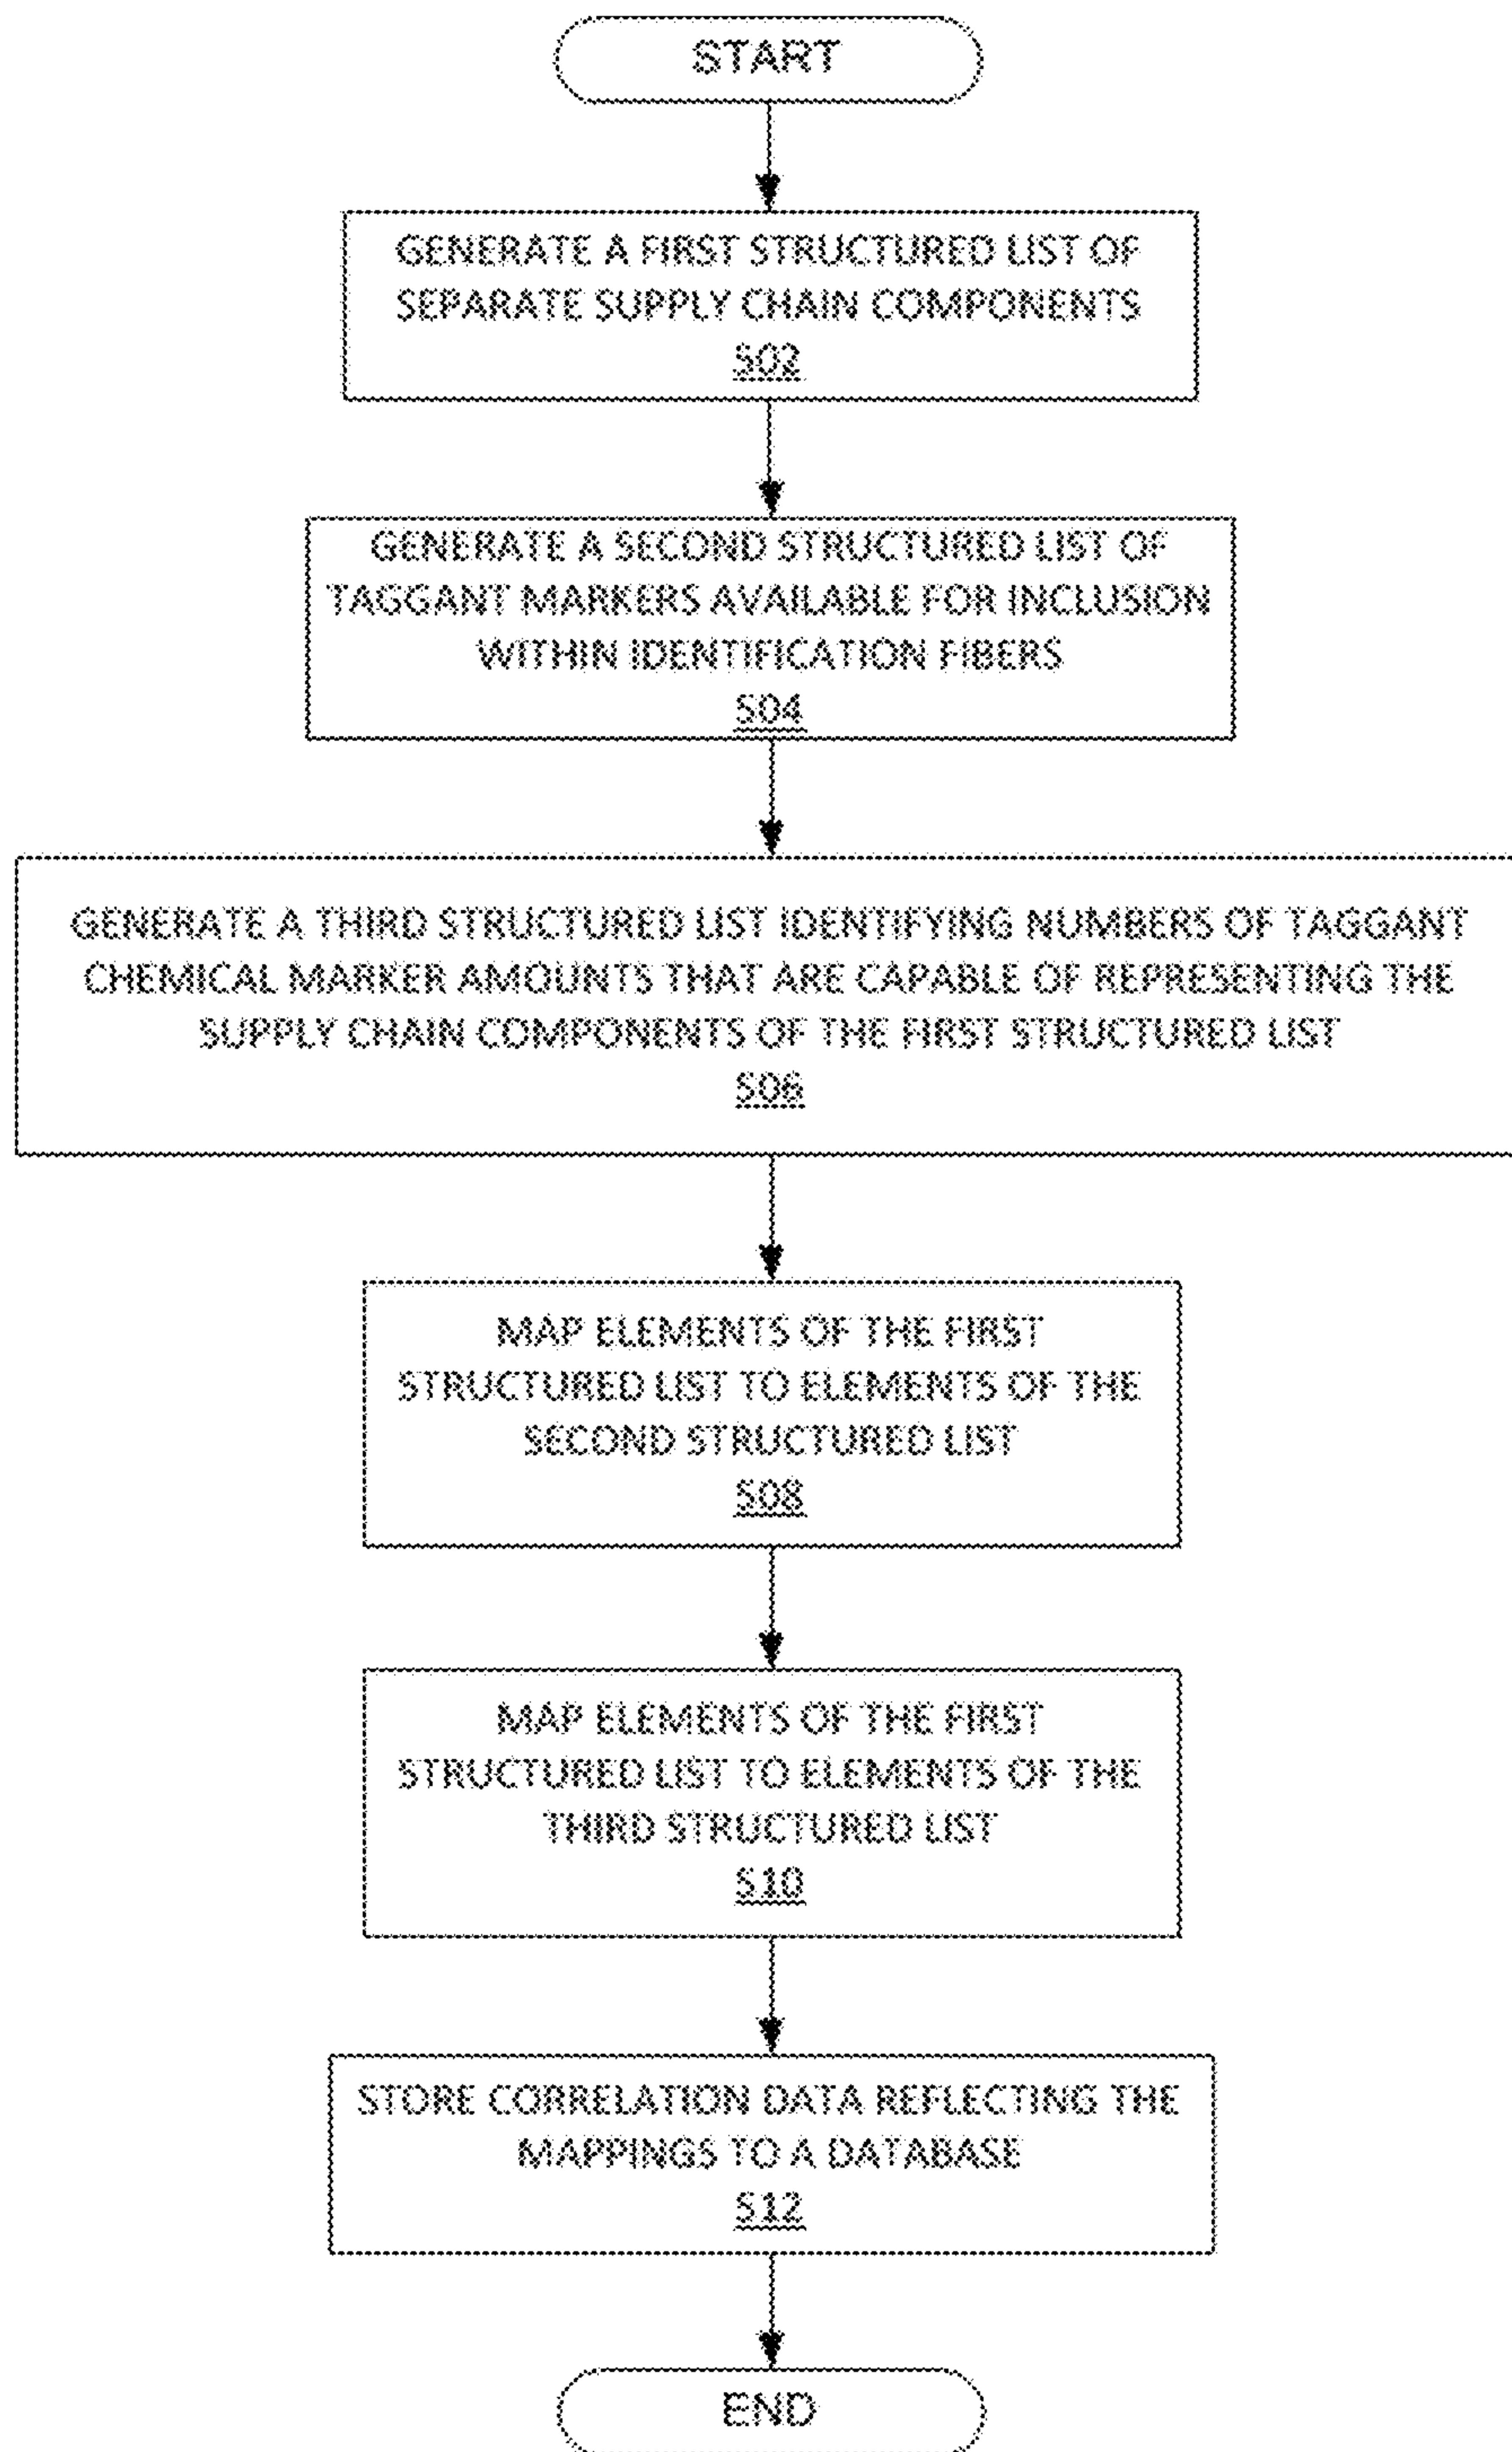 START
GENERATE A FIRST STRUCTURED LIST OF
SEPARATE SUPPLY CHAIN COMPONENTS
502
GENERATE A SECOND STRUCTURED LIST OF
TAGGANT MARKERS AVAILABLE FOR INCLUSION
WITHIN IDENTIFICATION FIBERS
504
GENERATE A THIRD STRUCTURED LIST IDENTIFYING NUMBERS OF TAGGANT
CHEMICAL MARKER AMOUNTS THAT ARE CAPABLE OF REPRESENTING THE
SUPPLY CHAIN COMPONENTS OF THE FIRST STRUCTURED LIST
506
MAP ELEMENTS OF THE FIRST
STRUCTURED LIST TO ELEMENTS OF THE
SECOND STRUCTURED LIST
508
MAP ELEMENTS OF THE FIRST
STRUCTURED LIST TO ELEMENTS OF THE
THIRD STRUCTURED LIST
510
STORE CORRELATION DATA REFLECTING THE
MAPPINGS TO A DATABASE
512
END